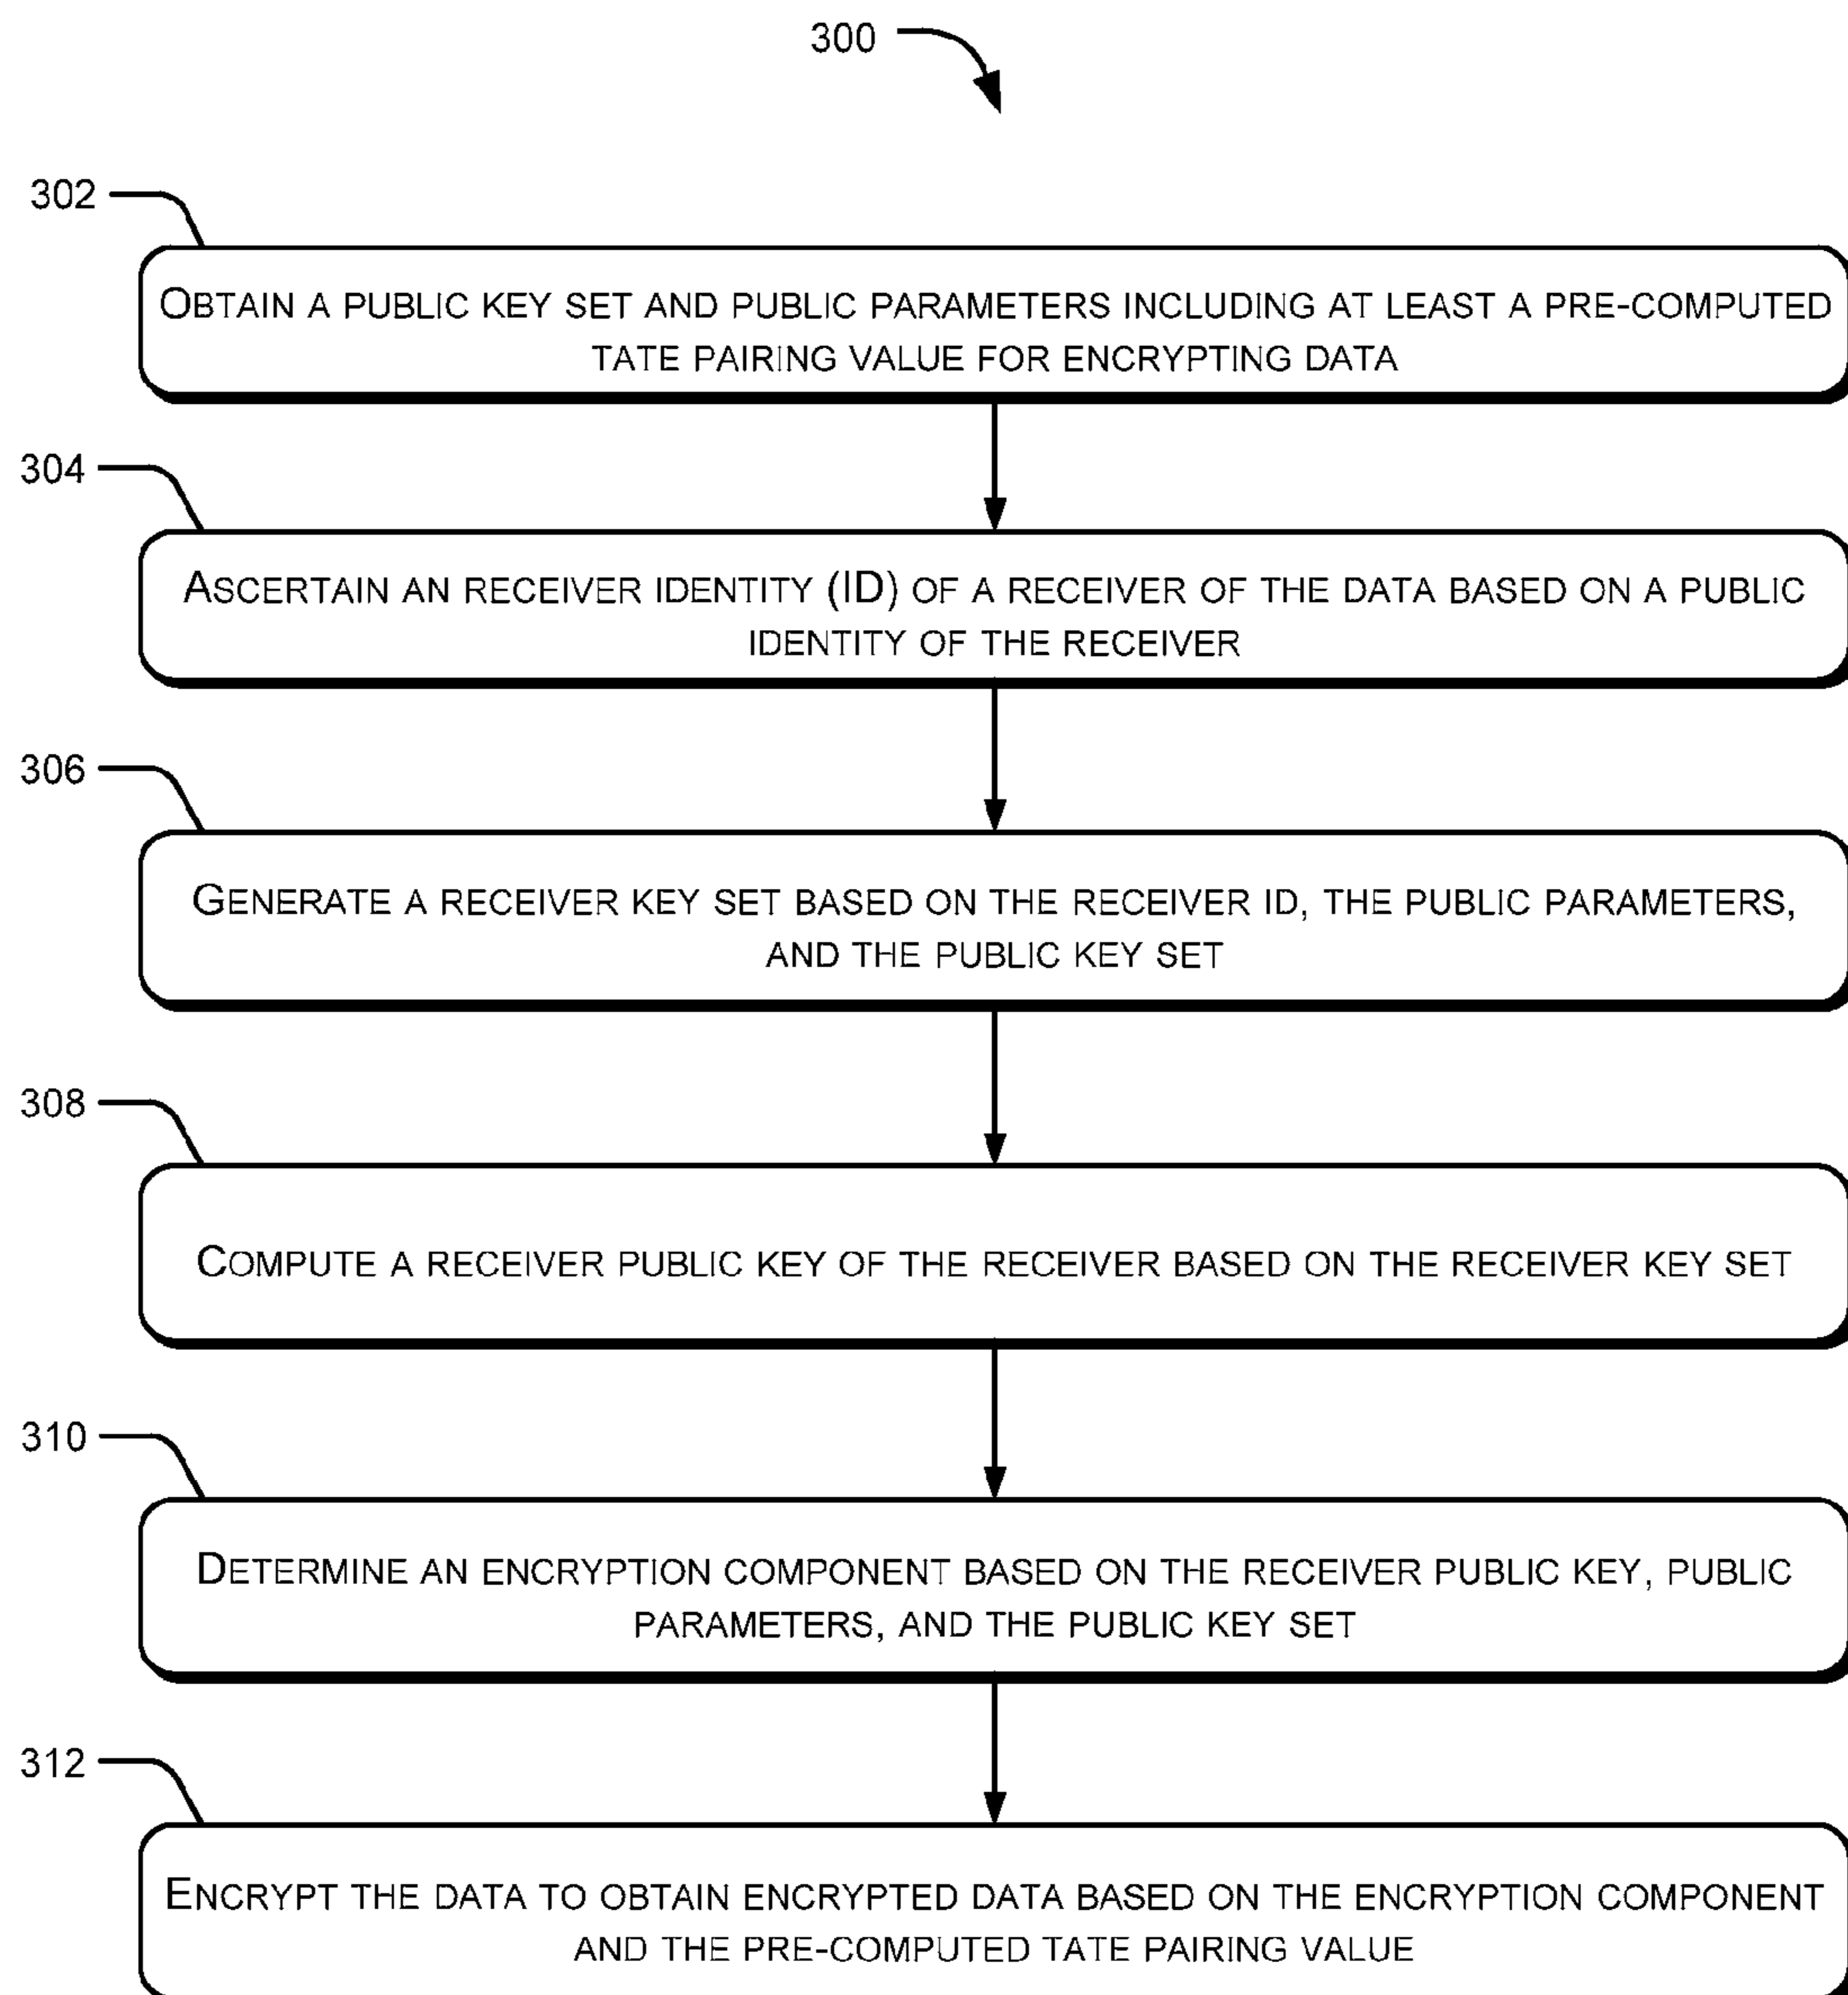 300
302
OBTAIN A PUBLIC KEY SET AND PUBLIC PARAMETERS INCLUDING AT LEAST A PRE-COMPUTED
TATE PAIRING VALUE FOR ENCRYPTING DATA
304
ASCERTAIN AN RECEIVER IDENTITY (ID) OF A RECEIVER OF THE DATA BASED ON A PUBLIC
IDENTITY OF THE RECEIVER
306
GENERATE A RECEIVER KEY SET BASED ON THE RECEIVER ID, THE PUBLIC PARAMETERS,
AND THE PUBLIC KEY SET
308
COMPUTE A RECEIVER PUBLIC KEY OF THE RECEIVER BASED ON THE RECEIVER KEY SET
310
DETERMINE AN ENCRYPTION COMPONENT BASED ON THE RECEIVER PUBLIC KEY, PUBLIC
PARAMETERS, AND THE PUBLIC KEY SET
312
ENCRYPT THE DATA TO OBTAIN ENCRYPTED DATA BASED ON THE ENCRYPTION COMPONENT
AND THE PRE-COMPUTED TATE PAIRING VALUE